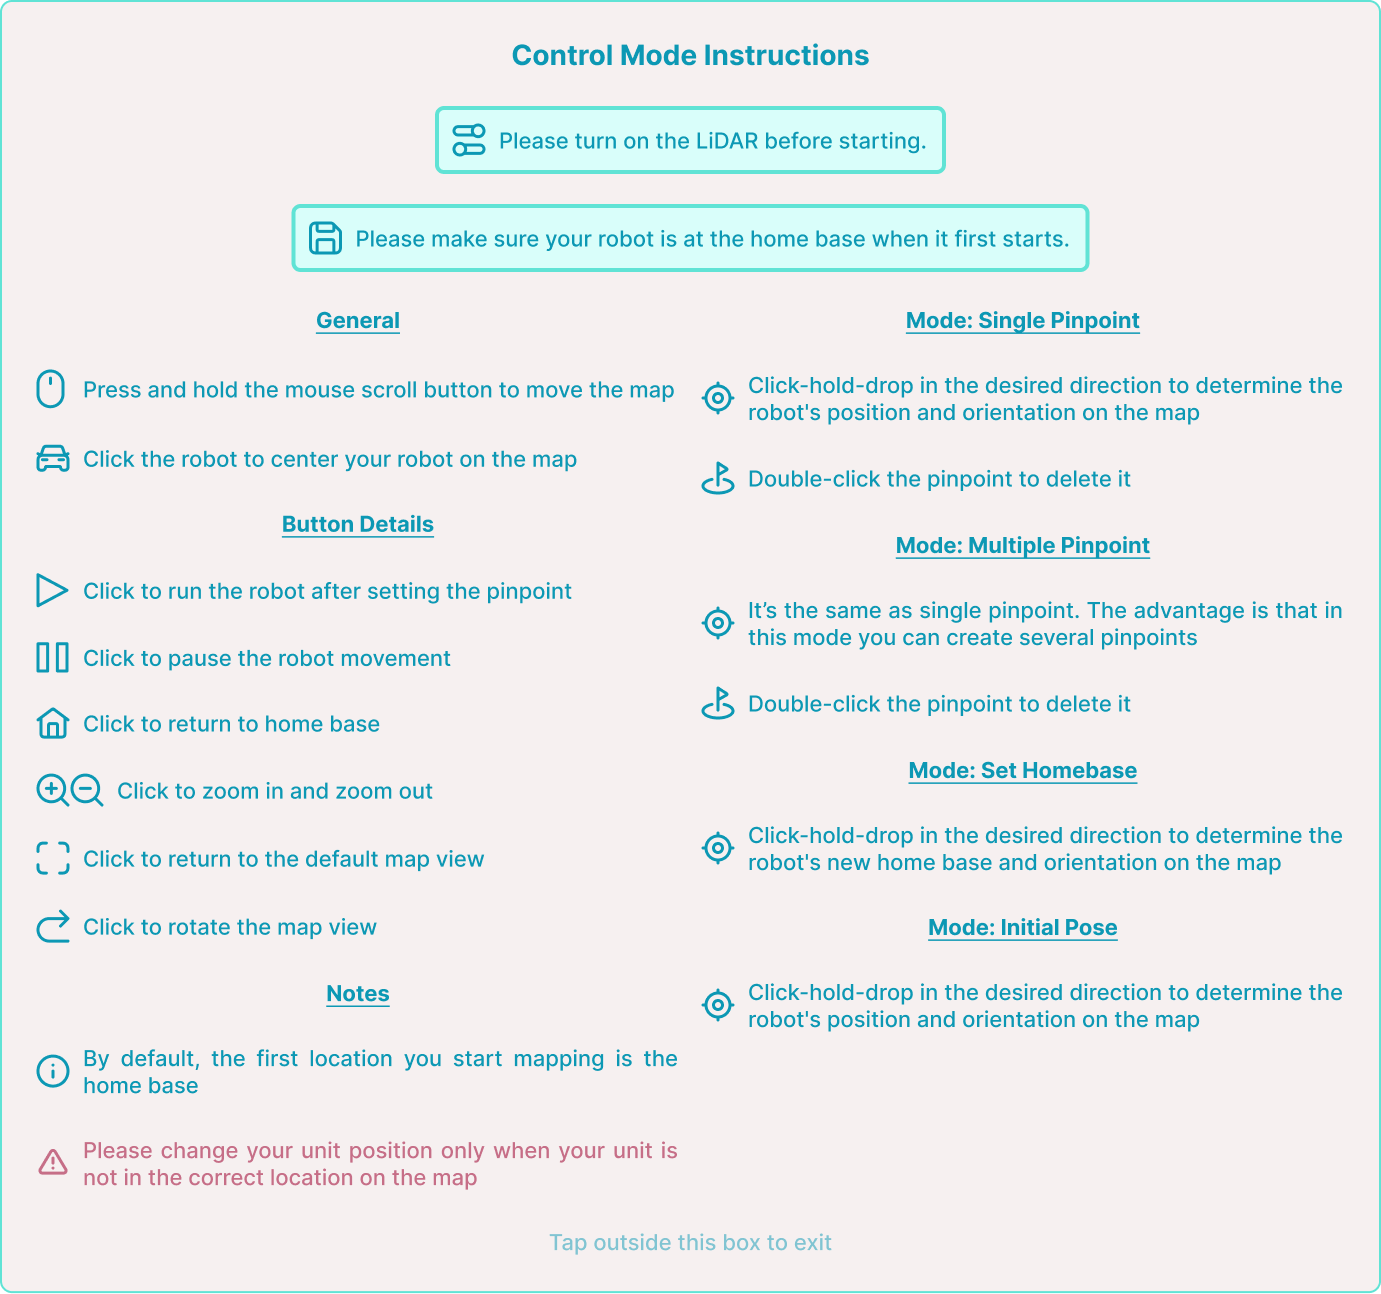 Control Mode Instructions
Please turn on the LiDAR before starting.
Please make sure your robot is at the home base when it first starts.
General
Press and hold the mouse scroll button to move the map
Click the robot to center your robot on the map
Button Details
Click to run the robot after setting the pinpoint
Click to pause the robot movement
Click to return to home base
Click to zoom in and zoom out
Click to return to the default map view
Click to rotate the map view
Notes
By default, the first location you start mapping is the
home base
Please change your unit position only when your unit is
not in the correct location on the map
Mode: Single Pinpoint
Click-hold-drop in the desired direction to determine the
robot's position and orientation on the map
Double-click the pinpoint to delete it
Mode: Multiple Pinpoint
It’s the same as single pinpoint. The advantage is that in
this mode you can create several pinpoints
Double-click the pinpoint to delete it
Mode: Set Homebase
Click-hold-drop in the desired direction to determine the
robot's new home base and orientation on the map
Mode: Initial Pose
Click-hold-drop in the desired direction to determine the
robot's position and orientation on the map
Tap outside this box to exit